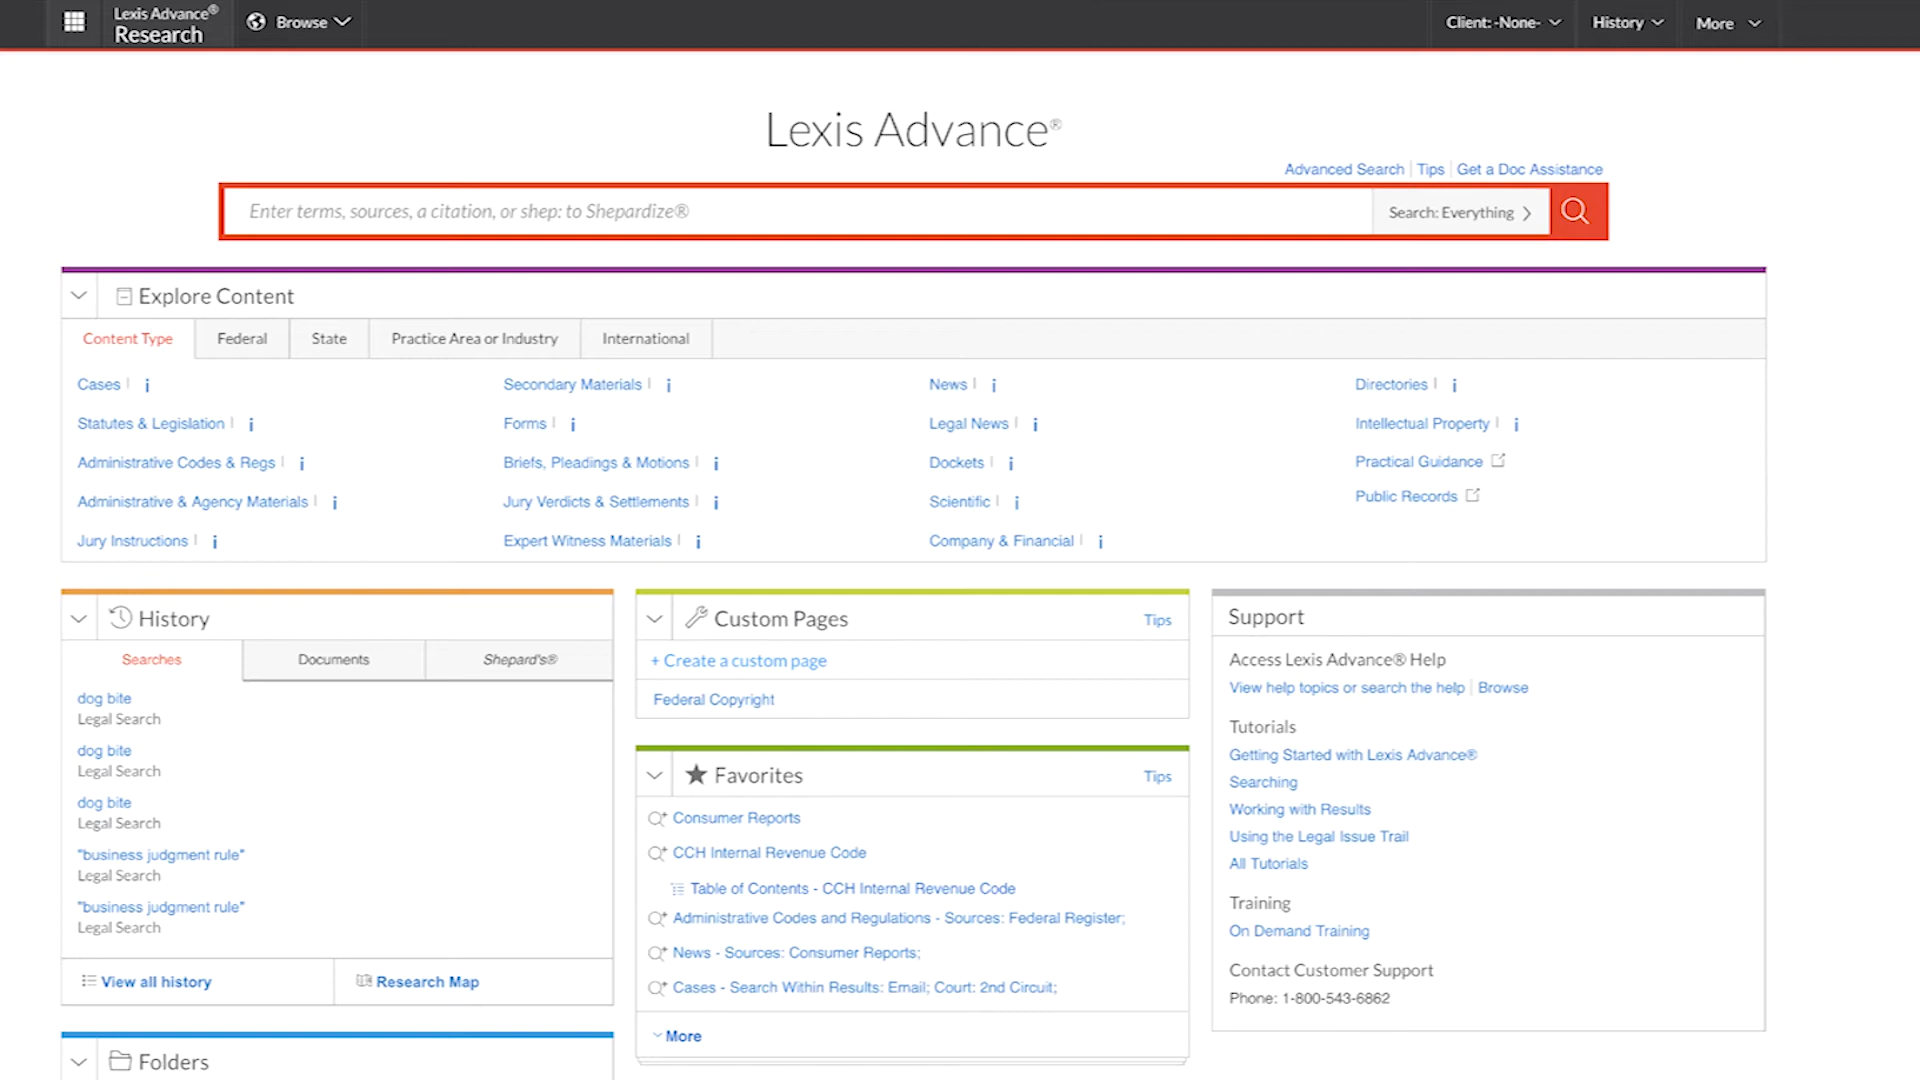 Lexis Advance®
Research
Browse
Client: -None-
History
More
Lexis Advance®
Advanced Search
Tips
Get a Doc Assistance
Enter terms, sources, a citation, or shep: to Shepardize®
Search: Everything
Explore Content
Content Type
Federal
State
Practice Area or Industry
International
Cases
Statutes & Legislation
Administrative Codes & Regs
Administrative & Agency Materials
Jury Instructions
Secondary Materials
Forms
Briefs, Pleadings & Motions
Jury Verdicts & Settlements
Expert Witness Materials
News
Legal News
Dockets
Scientific
Company & Financial
Directories
Intellectual Property
Practical Guidance
Public Records
History
Searches
Documents
Shepard's®
dog bite
Legal Search
dog bite
Legal Search
dog bite
Legal Search
"business judgment rule"
Legal Search
"business judgment rule"
Legal Search
View all history
Research Map
Folders
Custom Pages
Tips
+ Create a custom page
Federal Copyright
Favorites
Tips
Consumer Reports
CCH Internal Revenue Code
Table of Contents - CCH Internal Revenue Code
Administrative Codes and Regulations - Sources: Federal Register;
News - Sources: Consumer Reports;
Cases - Search Within Results: Email; Court: 2nd Circuit;
More
Support
Access Lexis Advance® Help
View help topics or search the help
Browse
Tutorials
Getting Started with Lexis Advance®
Searching
Working with Results
Using the Legal Issue Trail
All Tutorials
Training
On Demand Training
Contact Customer Support
Phone: 1-800-543-6862